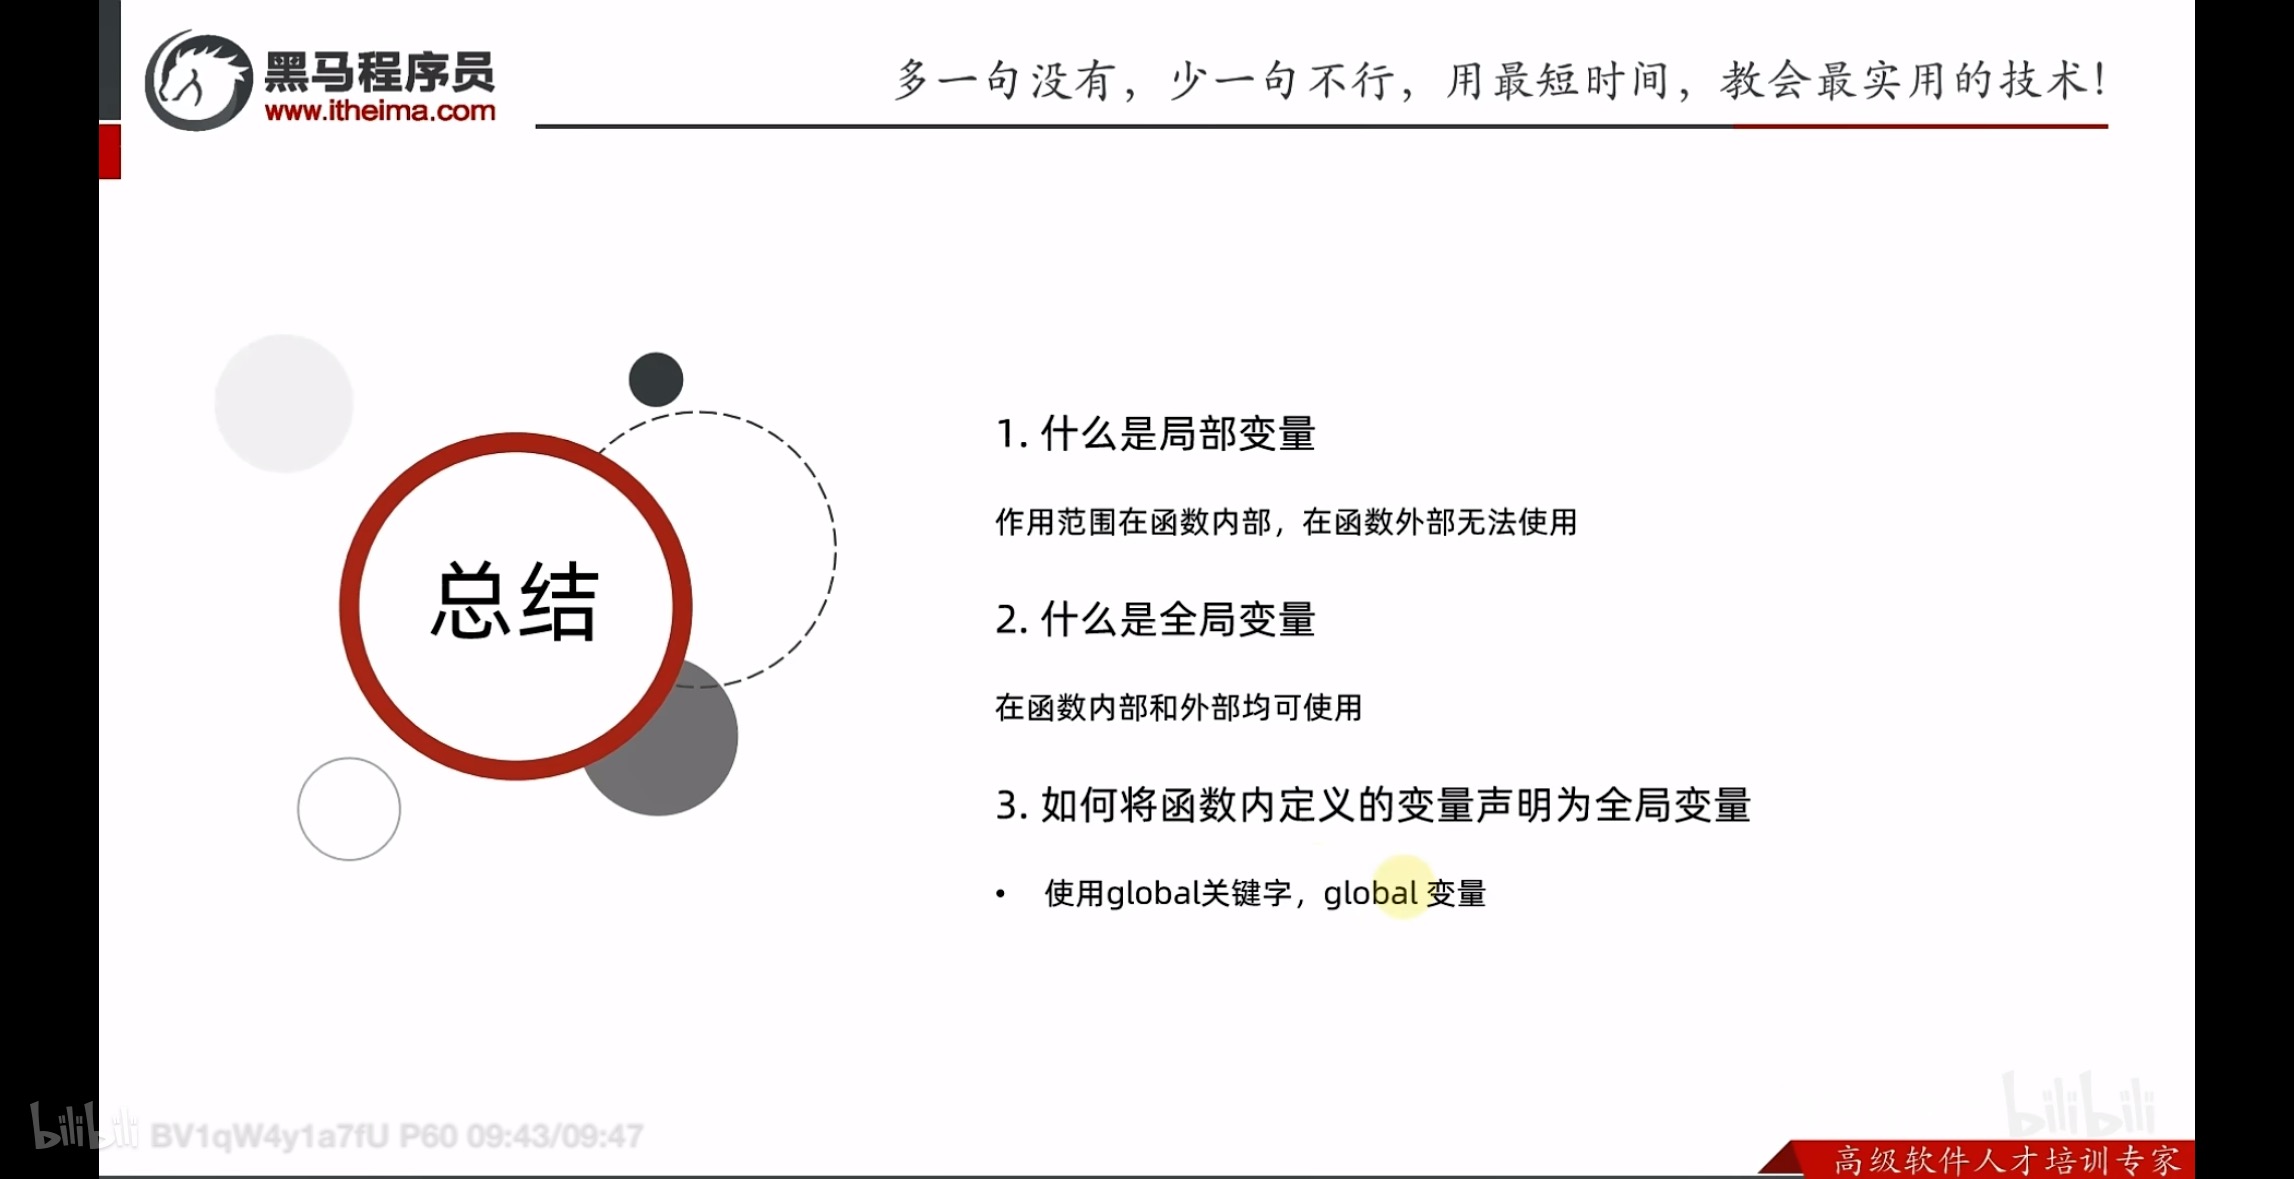 黑马程序员
www.itheima.com
多一句没有，少一句不行，用最短时间，教会最实用的技术！
总结
1. 什么是局部变量
作用范围在函数内部，在函数外部无法使用
2. 什么是全局变量
在函数内部和外部均可使用
3. 如何将函数内定义的变量声明为全局变量
• 使用global关键字，global 变量
bilibili BV1qW4y1a7fU P60 09:43/09:47
bilibili
高级软件人才培训专家